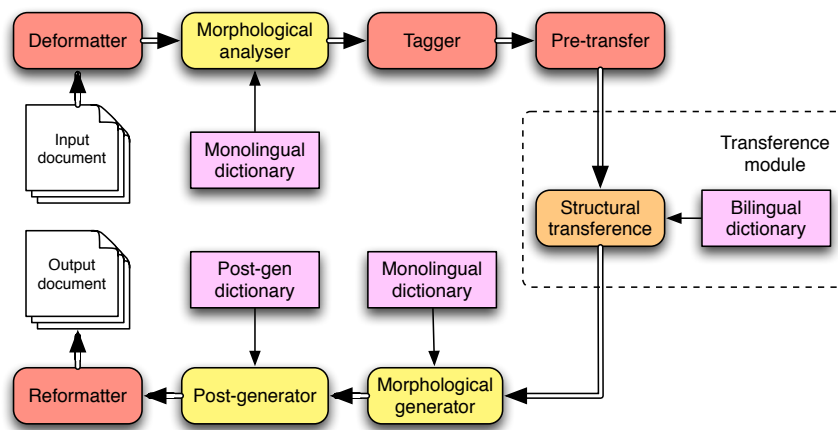 Deformatter
Morphological
analyser
Tagger
Pre-transfer
Input
document
Monolingual
dictionary
Transference
module
Structural
transference
Bilingual
dictionary
Output
document
Post-gen
dictionary
Monolingual
dictionary
Reformatter
Post-generator
Morphological
generator